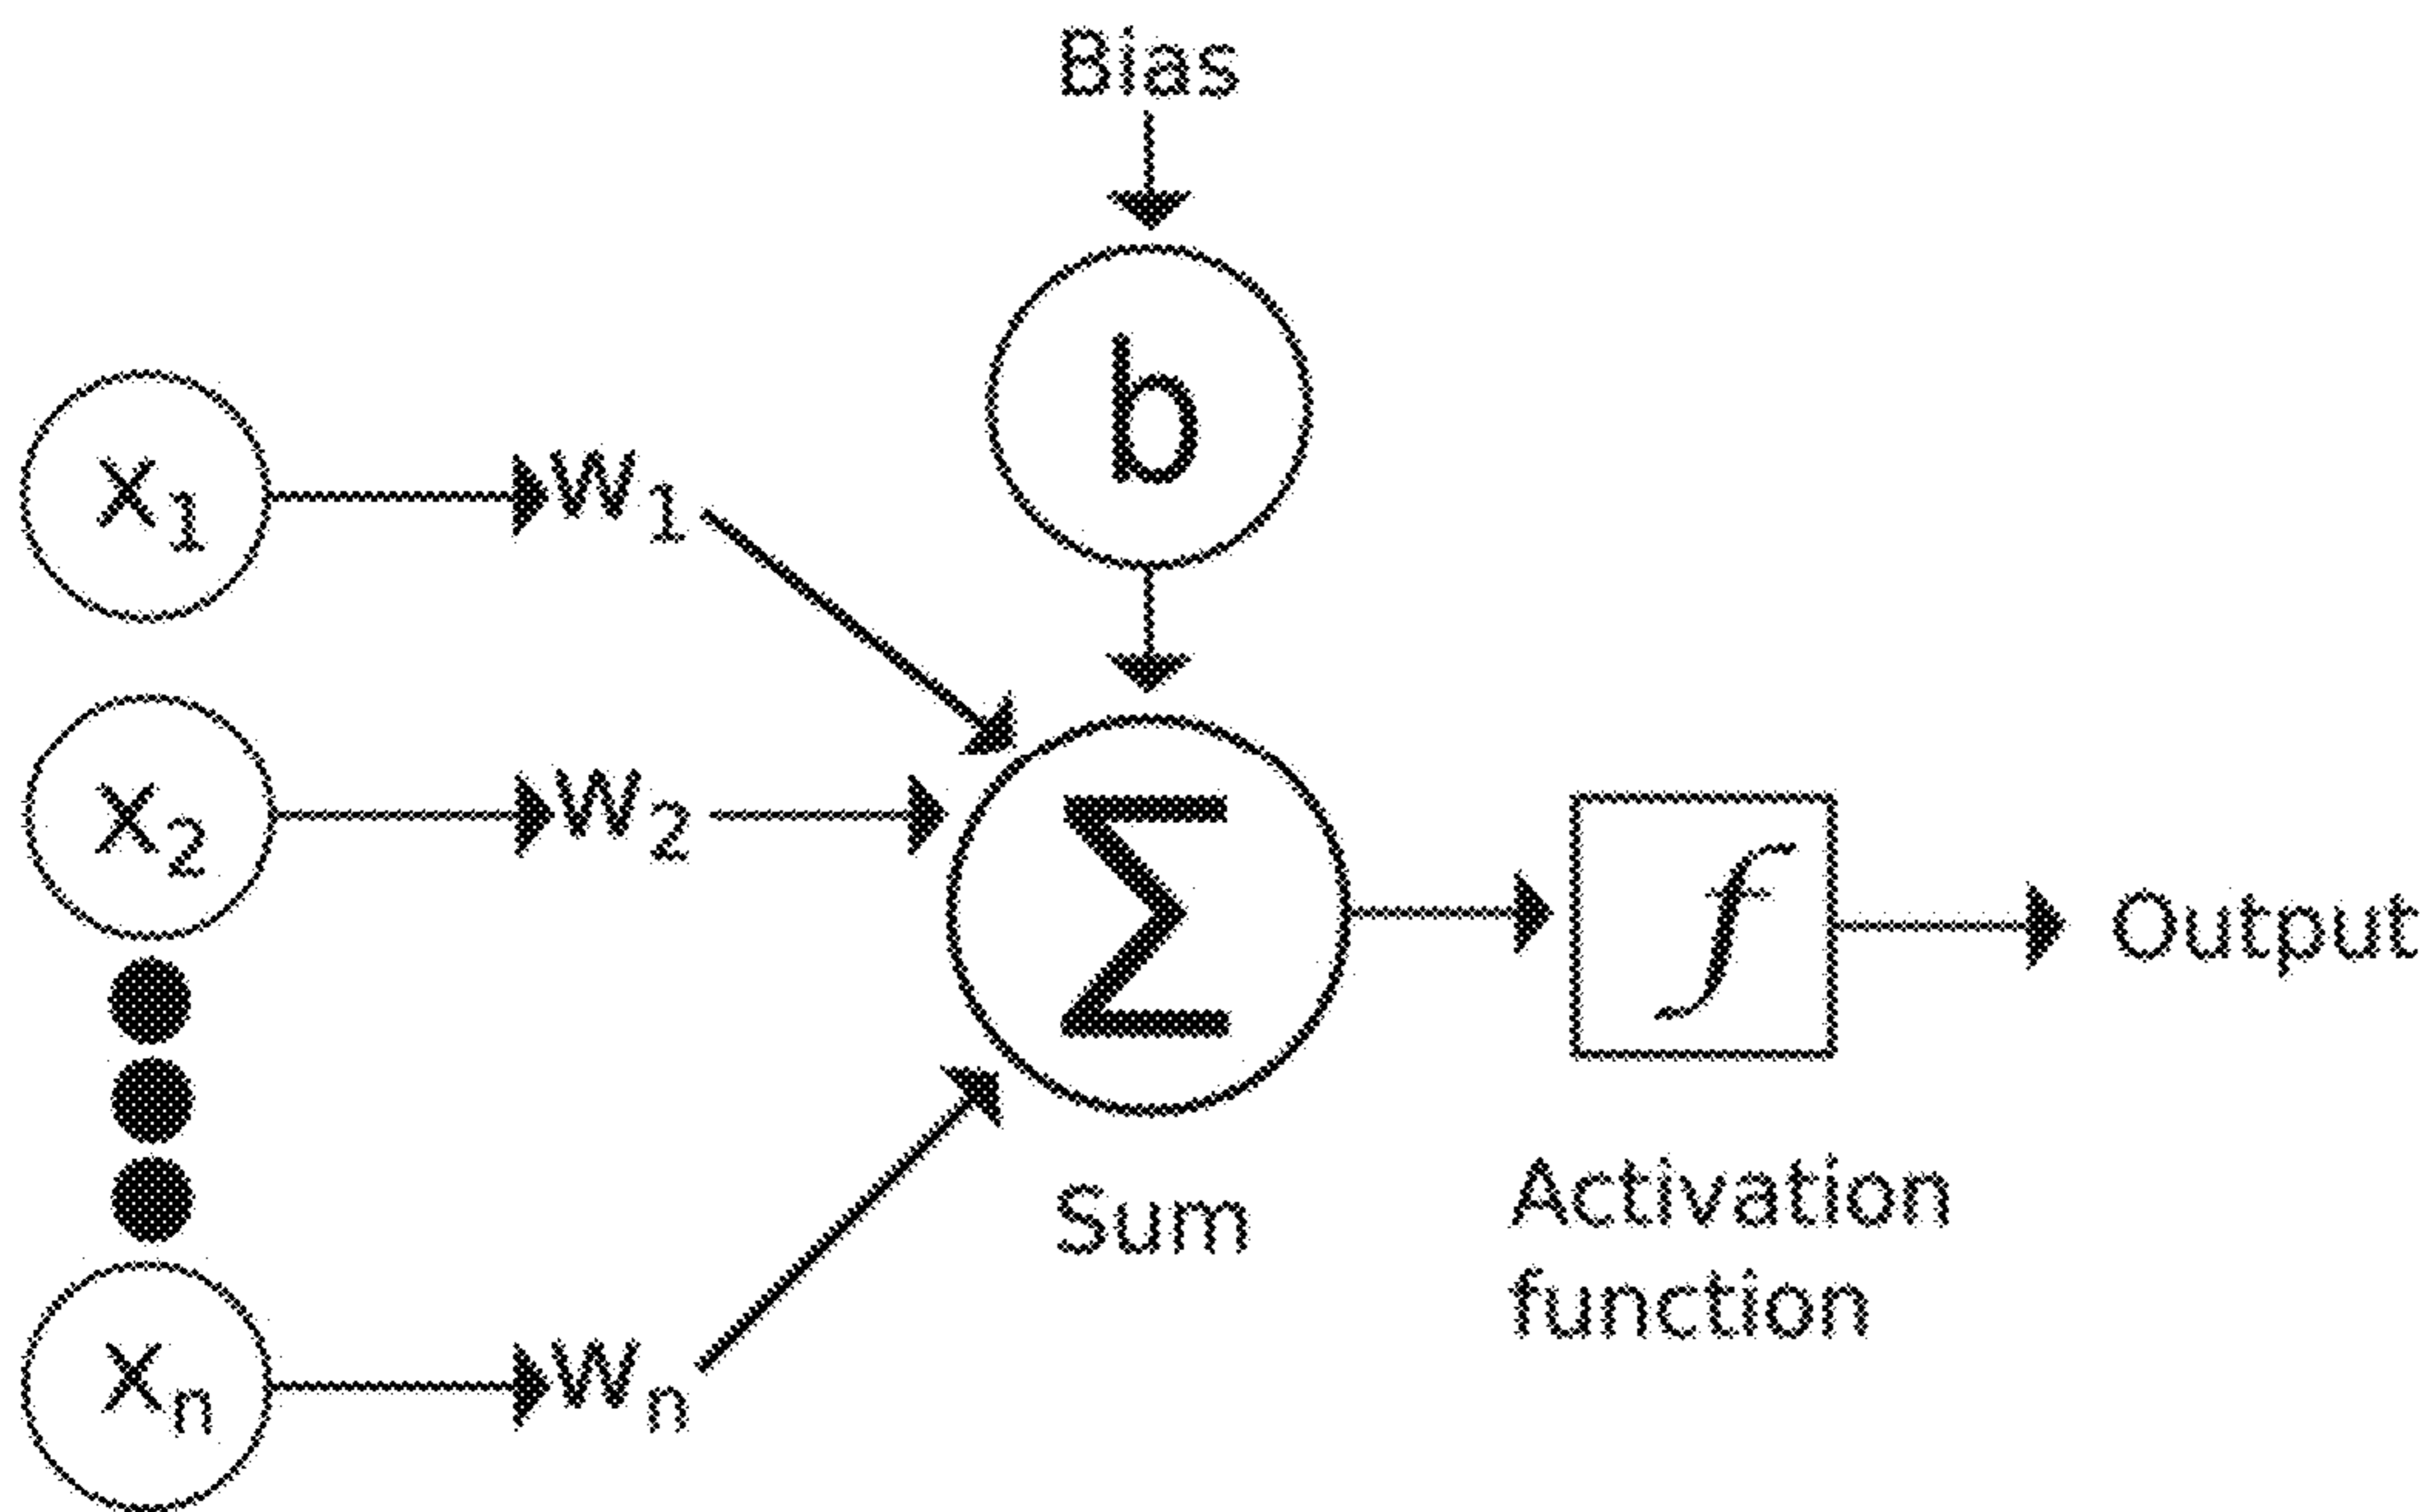 Bias
b
x₁
w₁
x₂
w₂
Σ
f
Output
Sum
Activation
function
xₙ
wₙ